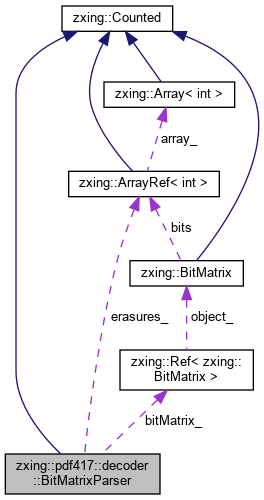 zxing::Counted
zxing::Array< int >
array_
zxing::ArrayRef< int >
bits
zxing::BitMatrix
erasures_
object_
zxing::Ref< zxing::
BitMatrix >
bitMatrix_
zxing::pdf417::decoder
::BitMatrixParser